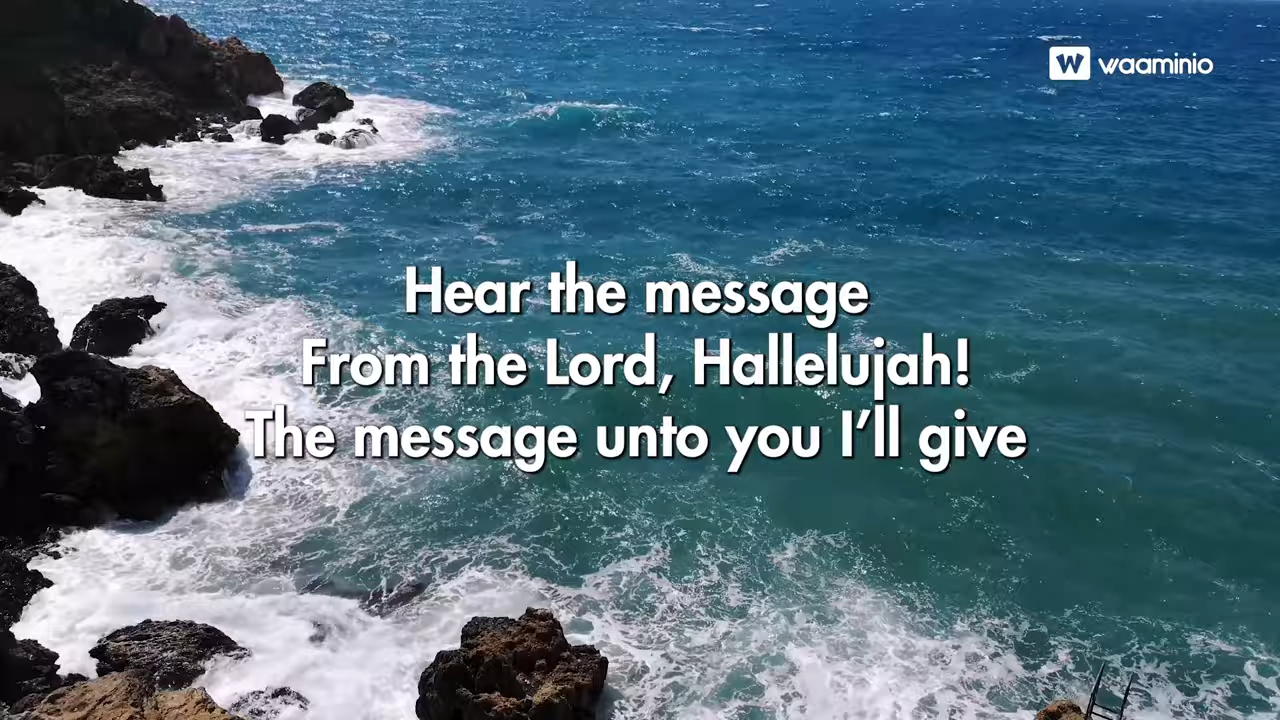 waaminio
Hear the message
From the Lord, Hallelujah!
The message unto you I’ll give